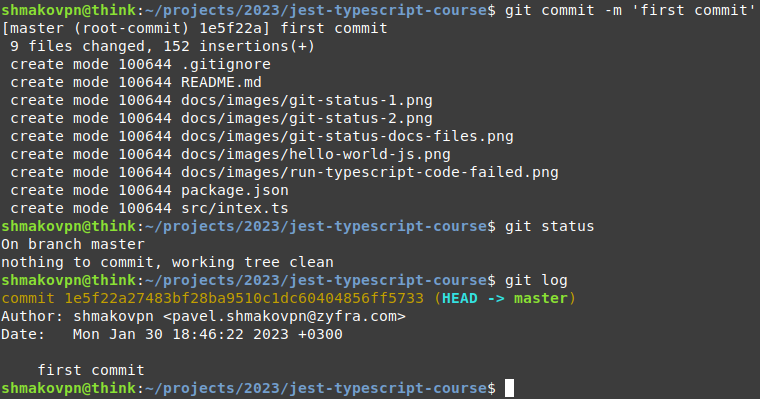 shmakovpn@think:~/projects/2023/jest-typescript-course$ git commit -m 'first commit'
[master (root-commit) 1e5f22a] first commit
 9 files changed, 152 insertions(+)
 create mode 100644 .gitignore
 create mode 100644 README.md
 create mode 100644 docs/images/git-status-1.png
 create mode 100644 docs/images/git-status-2.png
 create mode 100644 docs/images/git-status-docs-files.png
 create mode 100644 docs/images/hello-world-js.png
 create mode 100644 docs/images/run-typescript-code-failed.png
 create mode 100644 package.json
 create mode 100644 src/intex.ts
shmakovpn@think:~/projects/2023/jest-typescript-course$ git status
On branch master
nothing to commit, working tree clean
shmakovpn@think:~/projects/2023/jest-typescript-course$ git log
commit 1e5f22a27483bf28ba9510c1dc60404856ff5733 (HEAD -> master)
Author: shmakovpn <pavel.shmakovpn@zyfra.com>
Date:   Mon Jan 30 18:46:22 2023 +0300
    first commit
shmakovpn@think:~/projects/2023/jest-typescript-course$